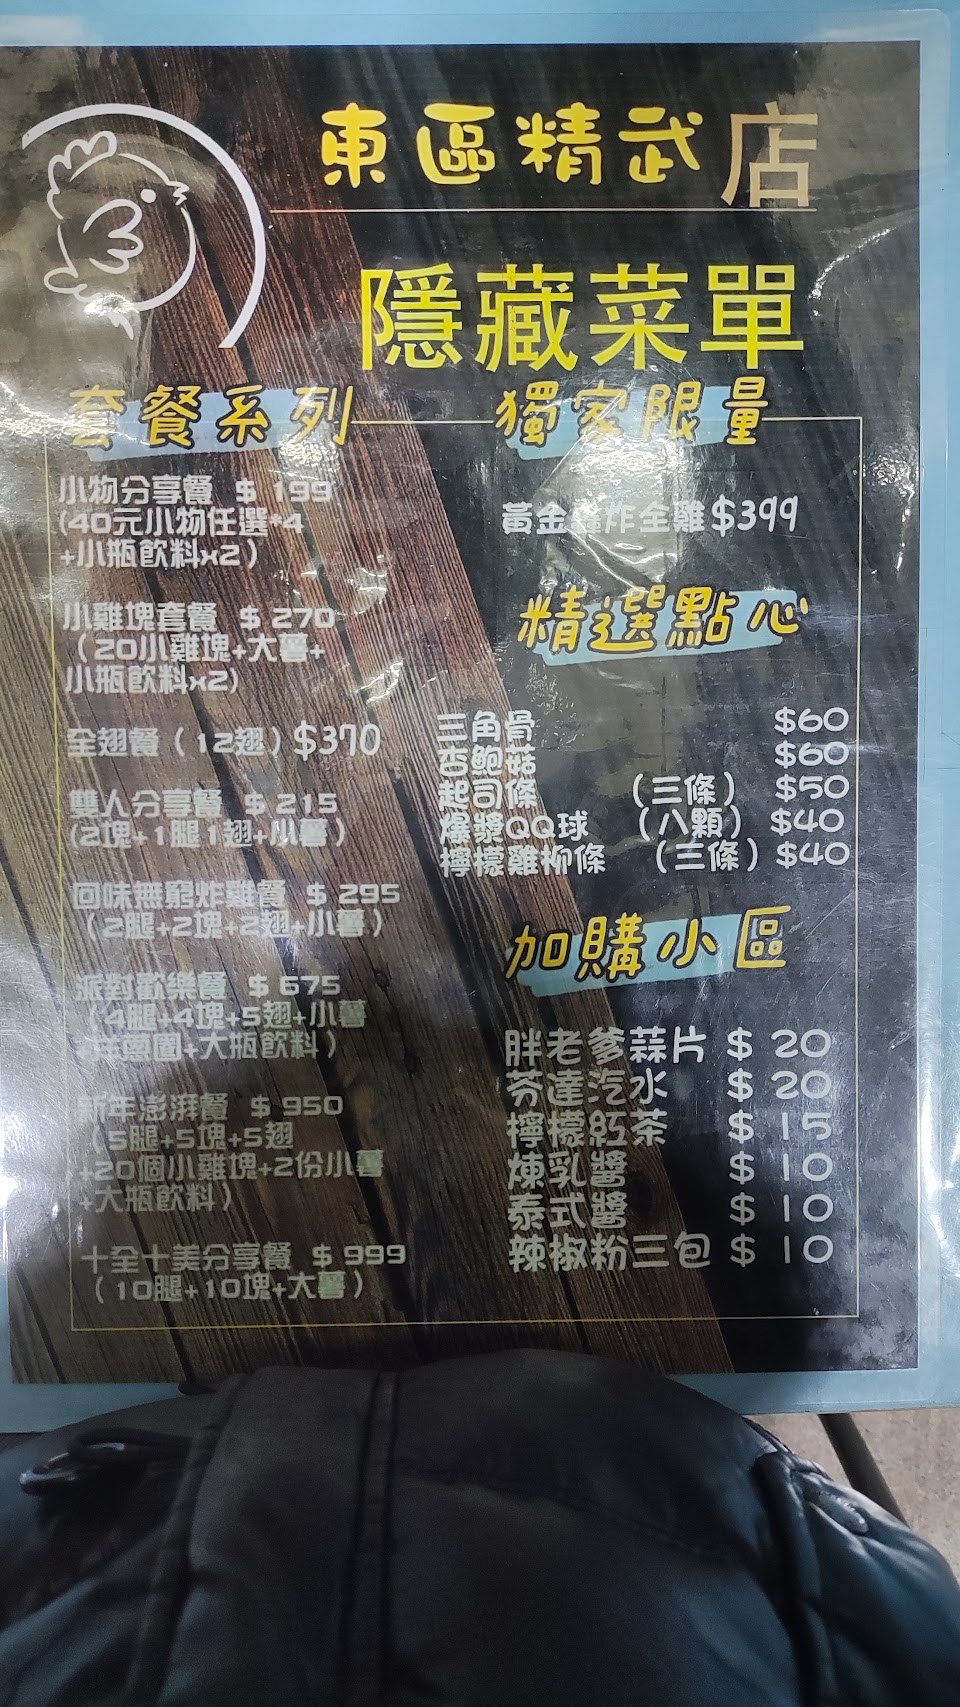 東區精武店
隱藏菜單
套餐系列
小物分享餐 $ 199
(40元小物任選*4
+小瓶飲料x2)
小雞塊套餐 $ 270
(20小雞塊+大薯+
小瓶飲料x2)
全翅餐(12翅)$370
雙人分享餐 $ 215
(2塊+1腿1翅+小薯)
回味無窮炸雞餐 $ 295
(2腿+2塊+2翅+小薯)
派對歡樂餐 $ 675
(4腿+4塊+5翅+小薯
+洋蔥圈+大瓶飲料)
新年澎湃餐 $ 950
(5腿+5塊+5翅
+20個小雞塊+2份小薯
+大瓶飲料)
十全十美分享餐 $ 999
(10腿+10塊+大薯)
獨家限量
黃金 炸全雞$399
精選點心
三角骨 $60
杏鮑菇 $60
起司條 (三條) $50
爆漿QQ球 (八顆) $40
檸檬雞柳條 (三條) $40
加購小區
胖老爹蒜片 $ 20
芬達汽水 $ 20
檸檬紅茶 $ 15
煉乳醬 $ 10
泰式醬 $ 10
辣椒粉三包 $ 10